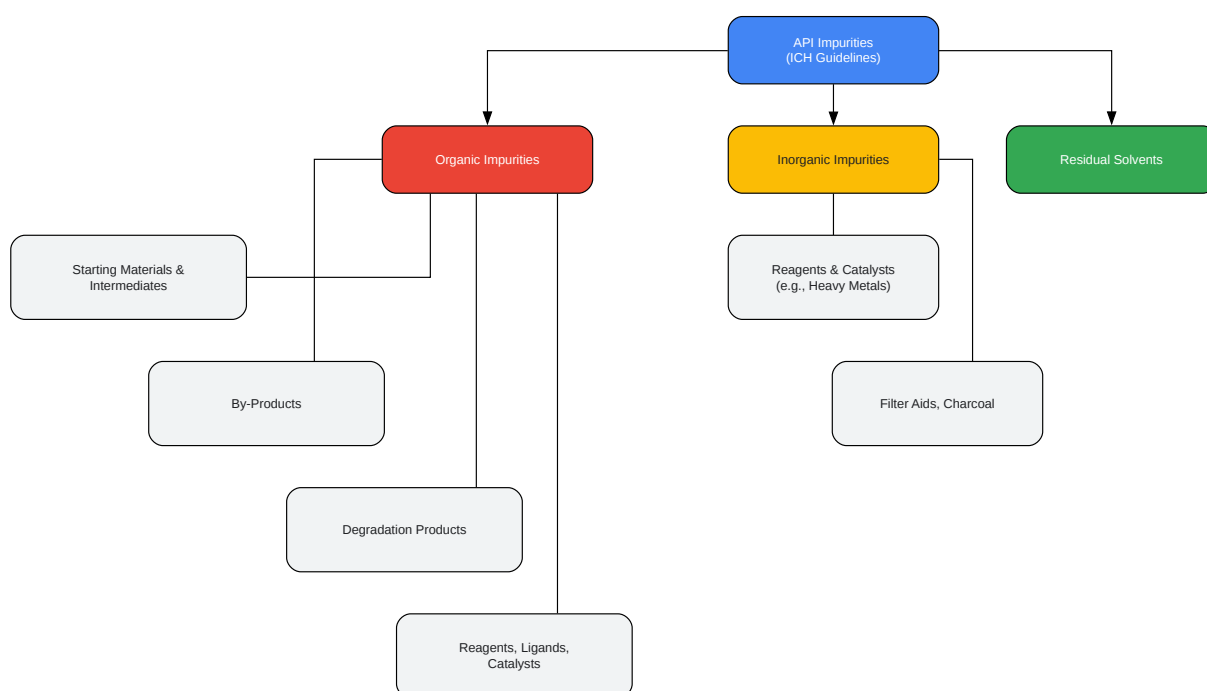 API Impurities
(ICH Guidelines)
Organic Impurities
Inorganic Impurities
Residual Solvents
Starting Materials &
Intermediates
Reagents & Catalysts
(e.g., Heavy Metals)
By-Products
Filter Aids, Charcoal
Degradation Products
Reagents, Ligands,
Catalysts